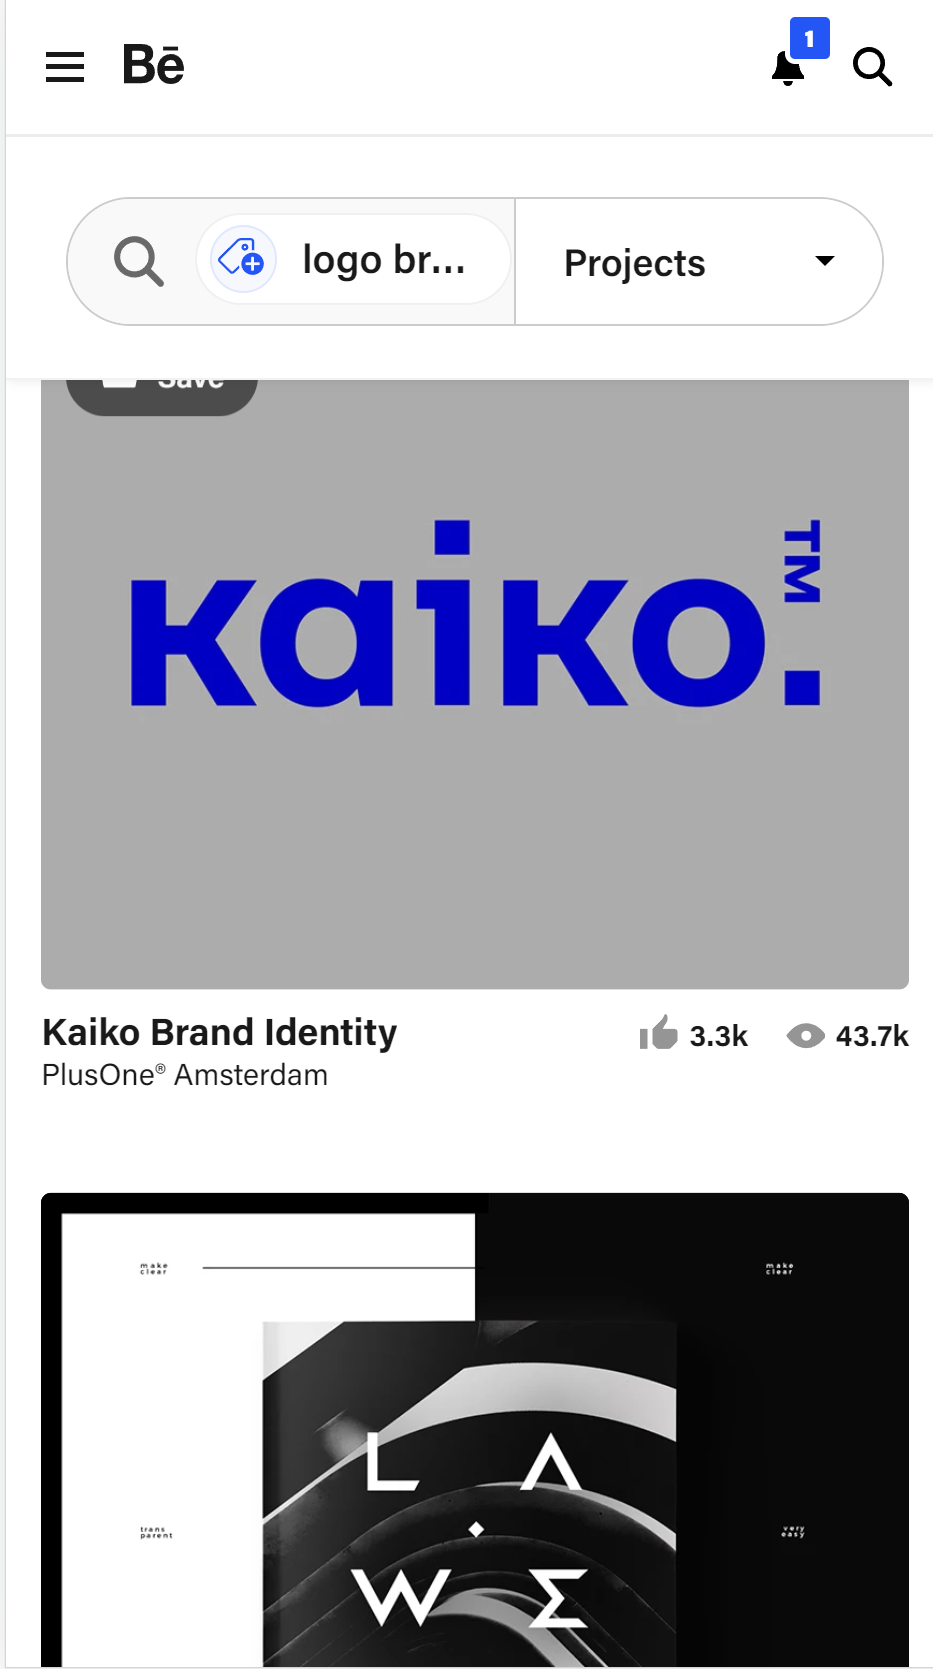 Bē
1
logo br...
Projects
Save
kaiko.
TM
Kaiko Brand Identity
3.3k
43.7k
PlusOne® Amsterdam
make
clear
make
clear
L A
W Σ
trans
parent
very
easy